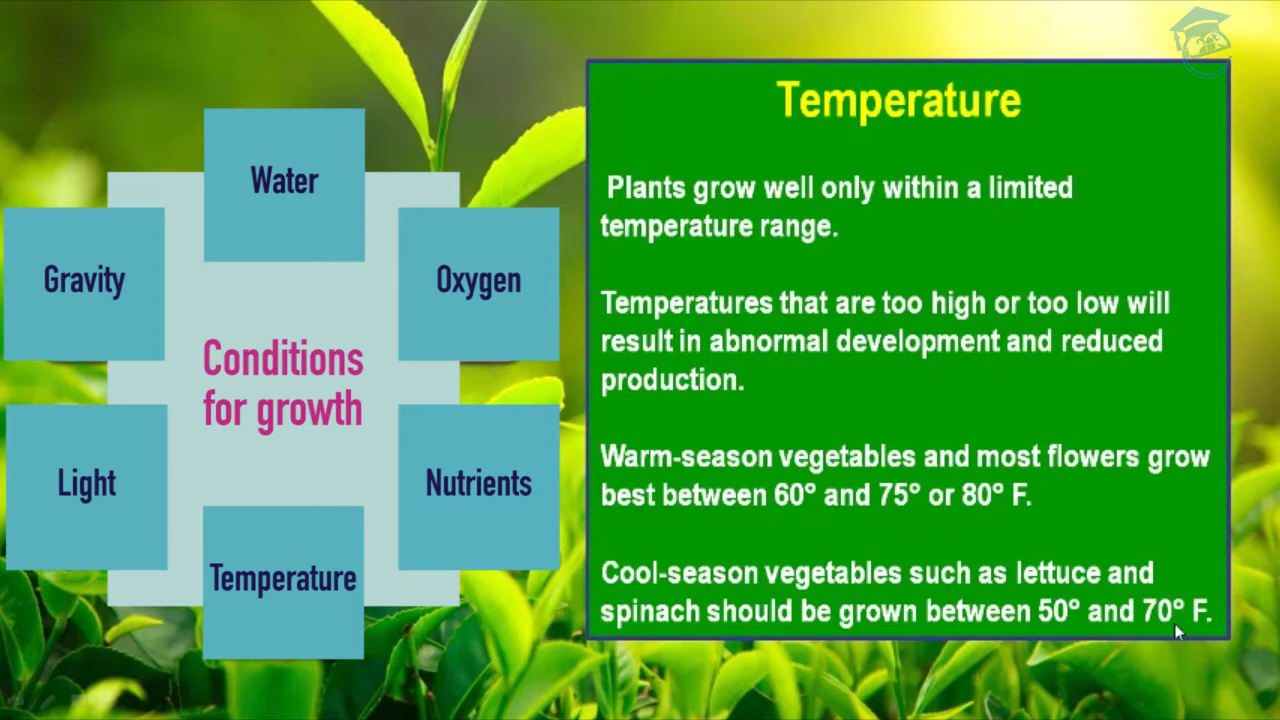 Water
Gravity
Oxygen
Conditions
for growth
Light
Nutrients
Temperature
Temperature
Plants grow well only within a limited
temperature range.
Temperatures that are too high or too low will
result in abnormal development and reduced
production.
Warm-season vegetables and most flowers grow
best between 60° and 75° or 80° F.
Cool-season vegetables such as lettuce and
spinach should be grown between 50° and 70° F.